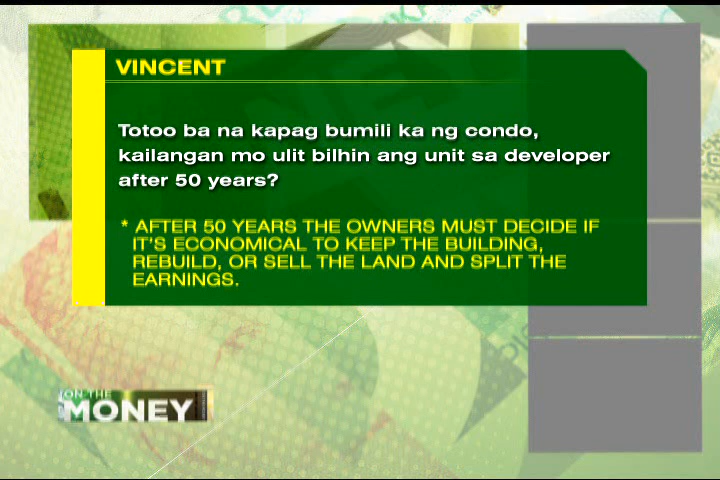 VINCENT
Totoo ba na kapag bumili ka ng condo,
kailangan mo ulit bilhin ang unit sa developer
after 50 years?
* AFTER 50 YEARS THE OWNERS MUST DECIDE IF
IT'S ECONOMICAL TO KEEP THE BUILDING,
REBUILD, OR SELL THE LAND AND SPLIT THE
EARNINGS.
ON THE
MONEY